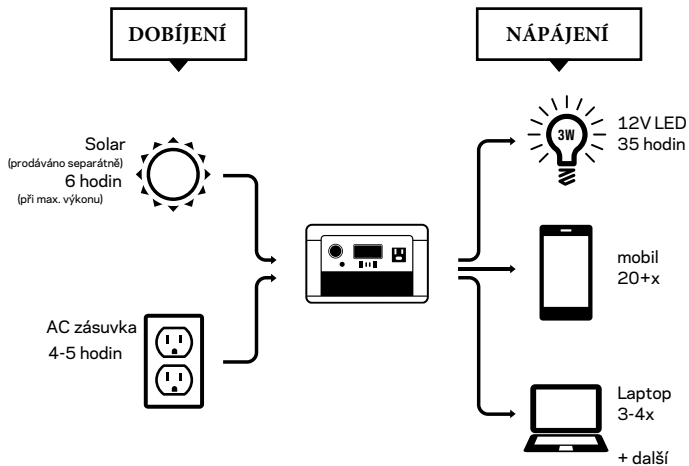 DOBÍJENÍ
NÁPÁJENÍ
Solar
(prodáváno separátně)
6 hodin
(při max. výkonu)
AC zásuvka
4-5 hodin
3W
12V LED
35 hodin
mobil
20+x
Laptop
3-4x
+ další